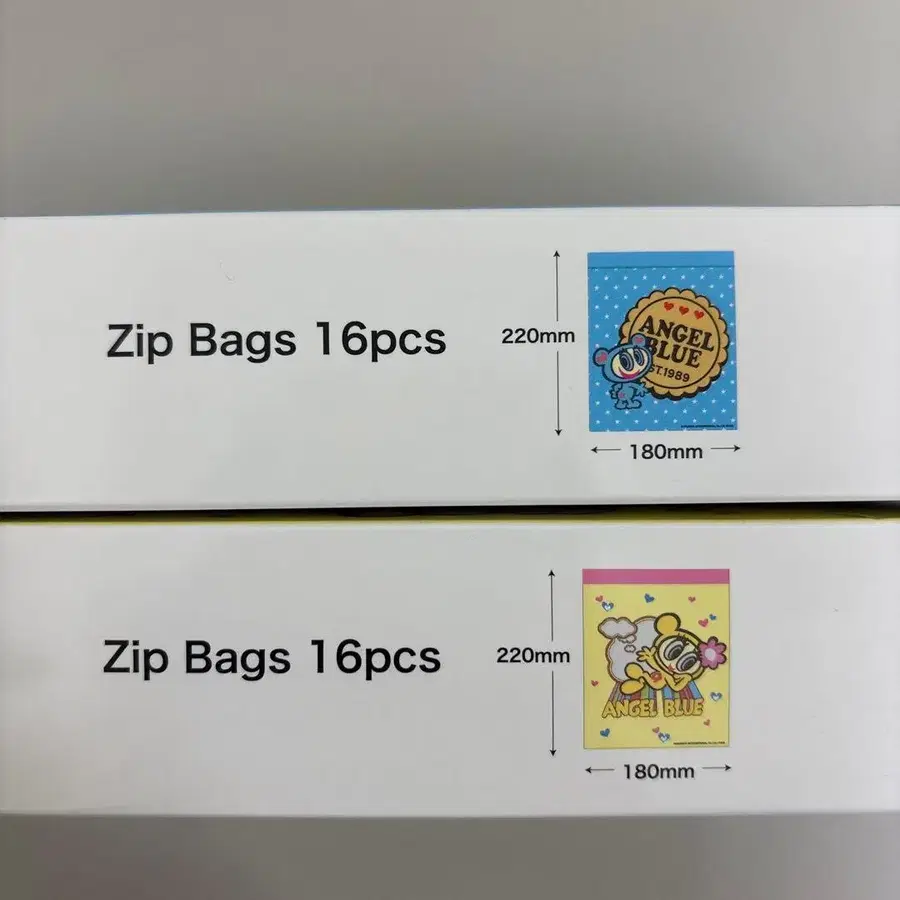 Zip Bags 16pcs
220mm
ANGEL
BLUE
ST.1989
180mm
Zip Bags 16pcs
220mm
ANGEL BLUE
180mm